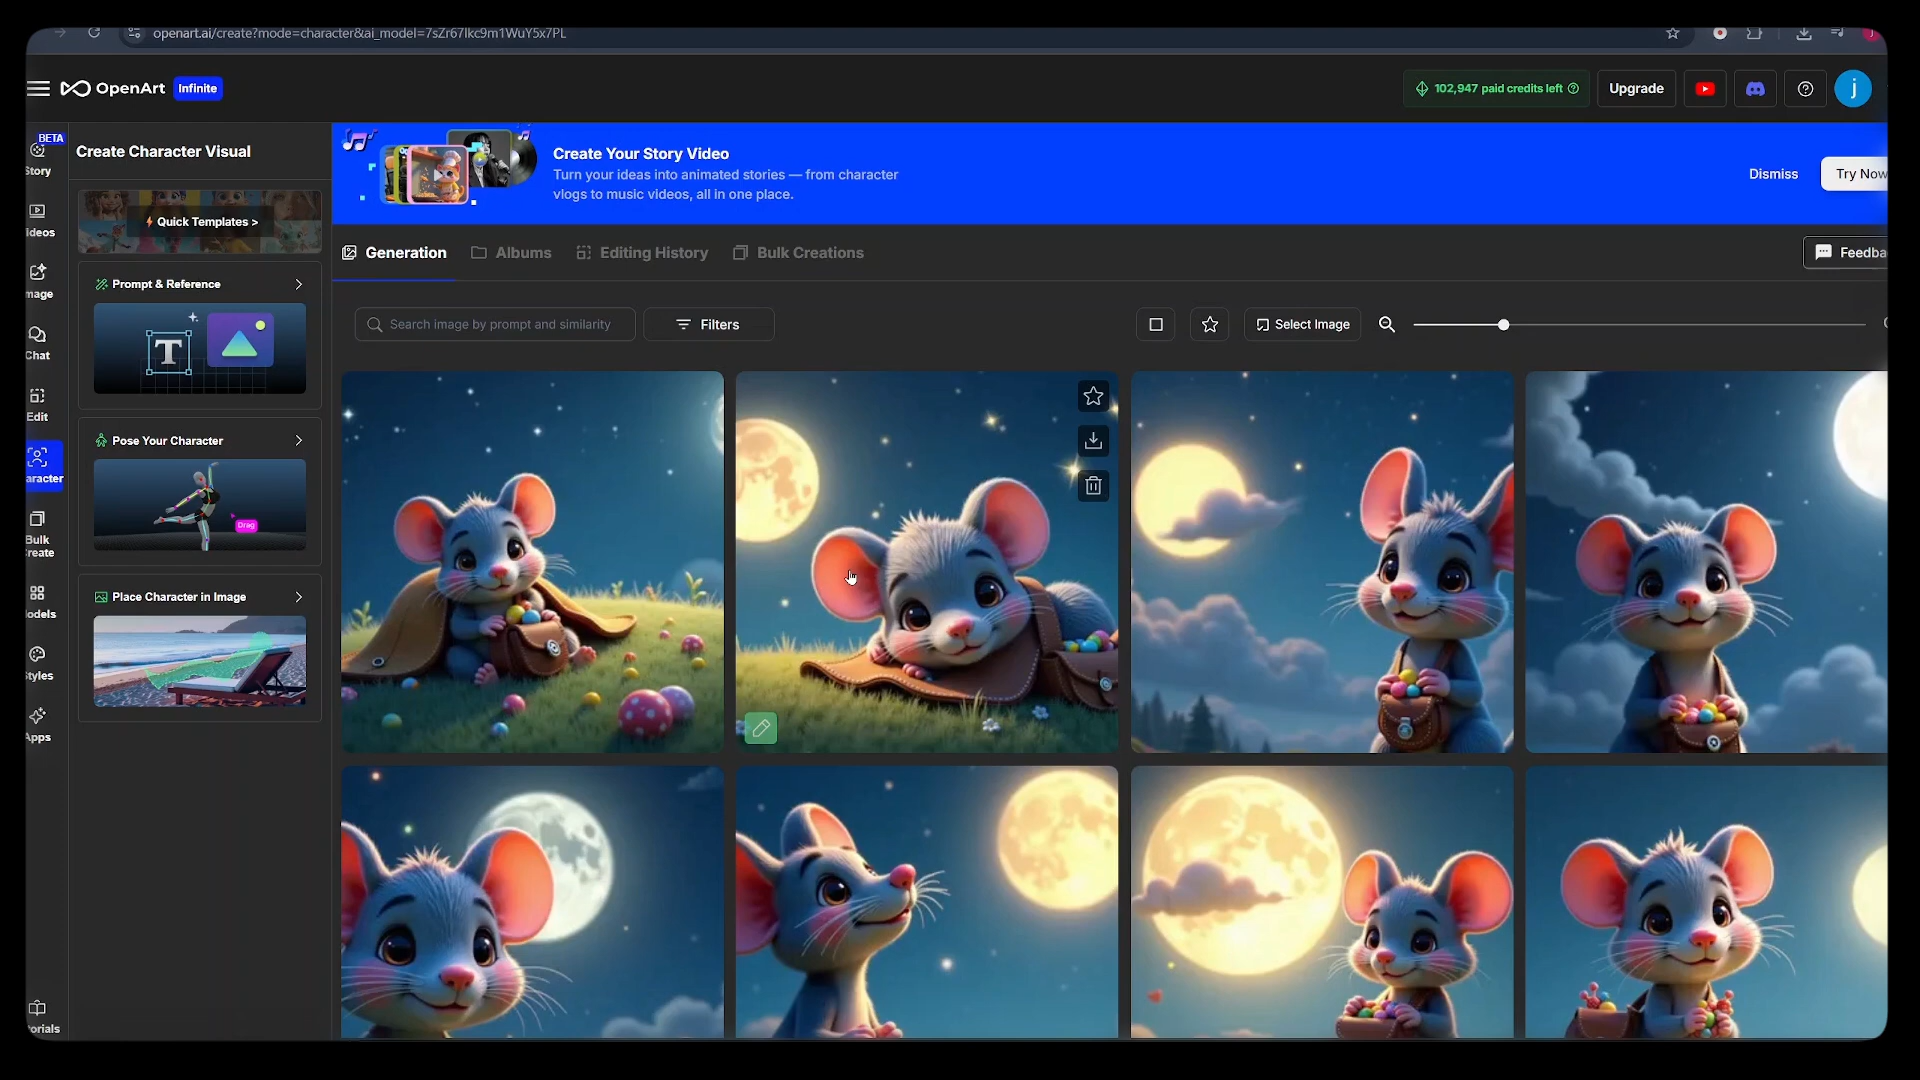 openart.ai/create?mode=character&ai_model=7sZr67lkc9m1WuY5x7PL
OpenArt Infinite
102,947 paid credits left
Upgrade
j
BETA
Story
ideos
mage
Chat
Edit
aracter
Bulk
Create
odels
Styles
Apps
orials
Create Character Visual
Quick Templates >
Prompt & Reference
T
Pose Your Character
Drag
Place Character in Image
Create Your Story Video
Turn your ideas into animated stories — from character
vlogs to music videos, all in one place.
Dismiss
Try Now
Generation
Albums
Editing History
Bulk Creations
Feedba
Search image by prompt and similarity
Filters
Select Image